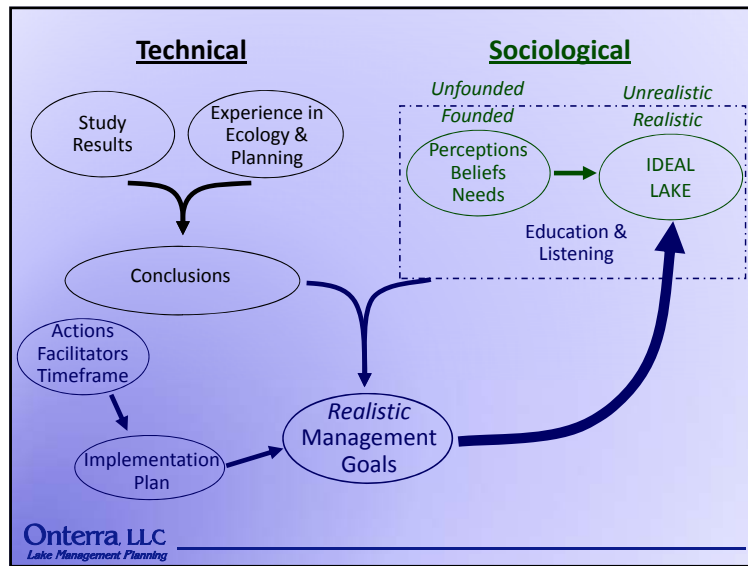 Technical
Sociological
Unfounded
Founded
Unrealistic
Realistic
Study
Results
Experience in
Ecology &
Planning
Perceptions
Beliefs
Needs
IDEAL
LAKE
Education &
Listening
Conclusions
Actions
Facilitators
Timeframe
Realistic
Management
Goals
Implementation
Plan
Onterra, LLC
Lake Management Planning